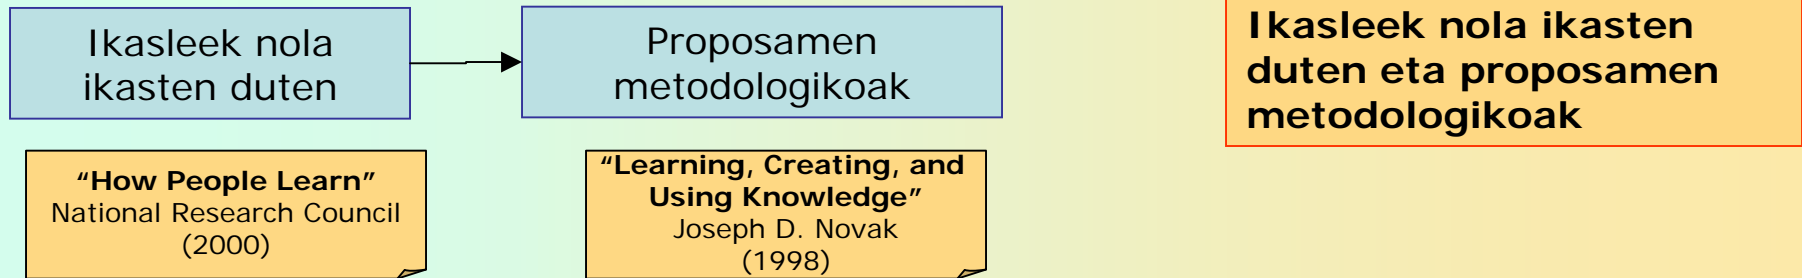 Ikasleek nola
ikasten duten
Proposamen
metodologikoak
Ikasleek nola ikasten
duten eta proposamen
metodologikoak
“How People Learn”
National Research Council
(2000)
“Learning, Creating, and
Using Knowledge”
Joseph D. Novak
(1998)